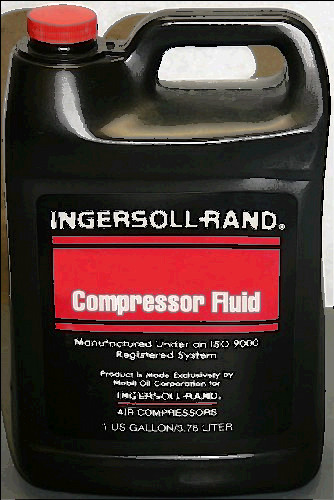 INGERSOLL-RAND®
Compressor Fluid
Manufactured Under an ISO 9000
Registered System
Product is Made Exclusively by
Mobil Oil Corporation for
INGERSOLL-RAND®
AIR COMPRESSORS
1 US GALLON/3.78 LITER